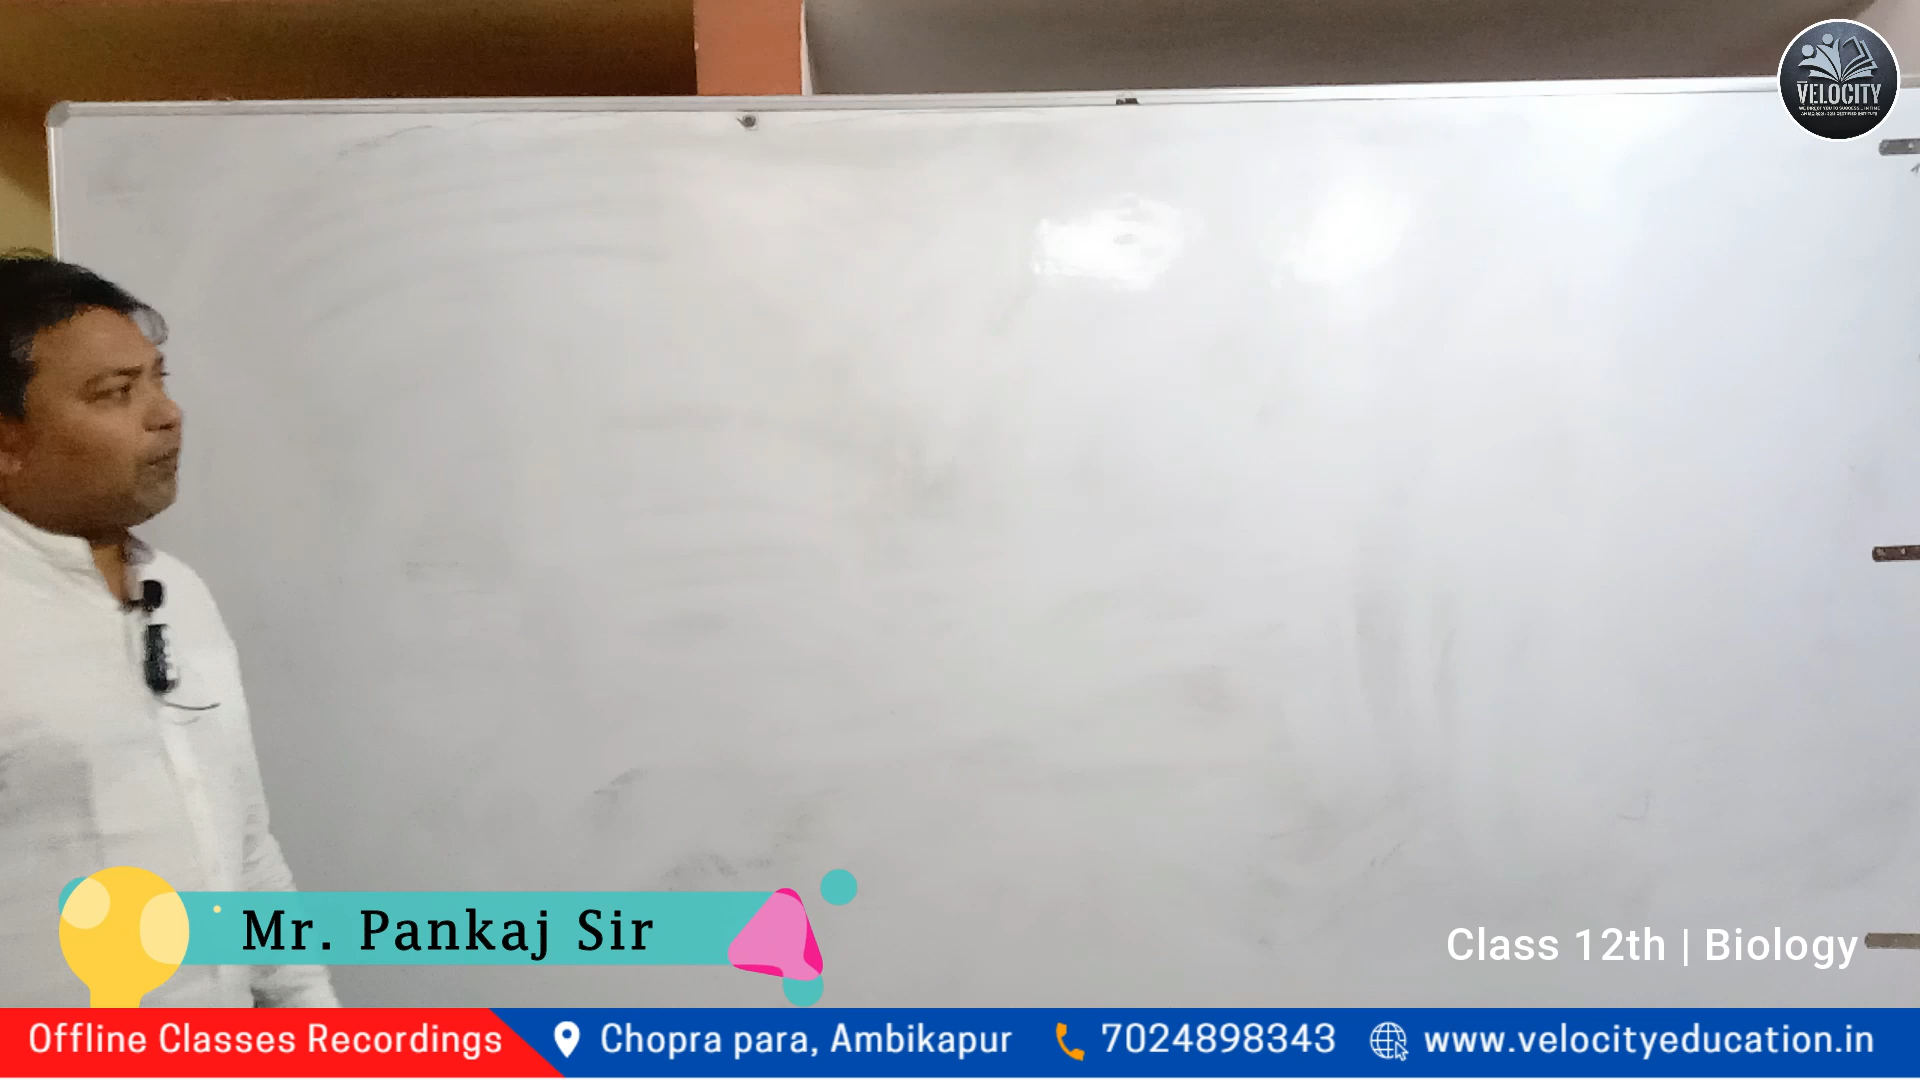 VELOCITY
Mr. Pankaj Sir
Class 12th | Biology
Offline Classes Recordings
Chopra para, Ambikapur
7024898343
www.velocityeducation.in